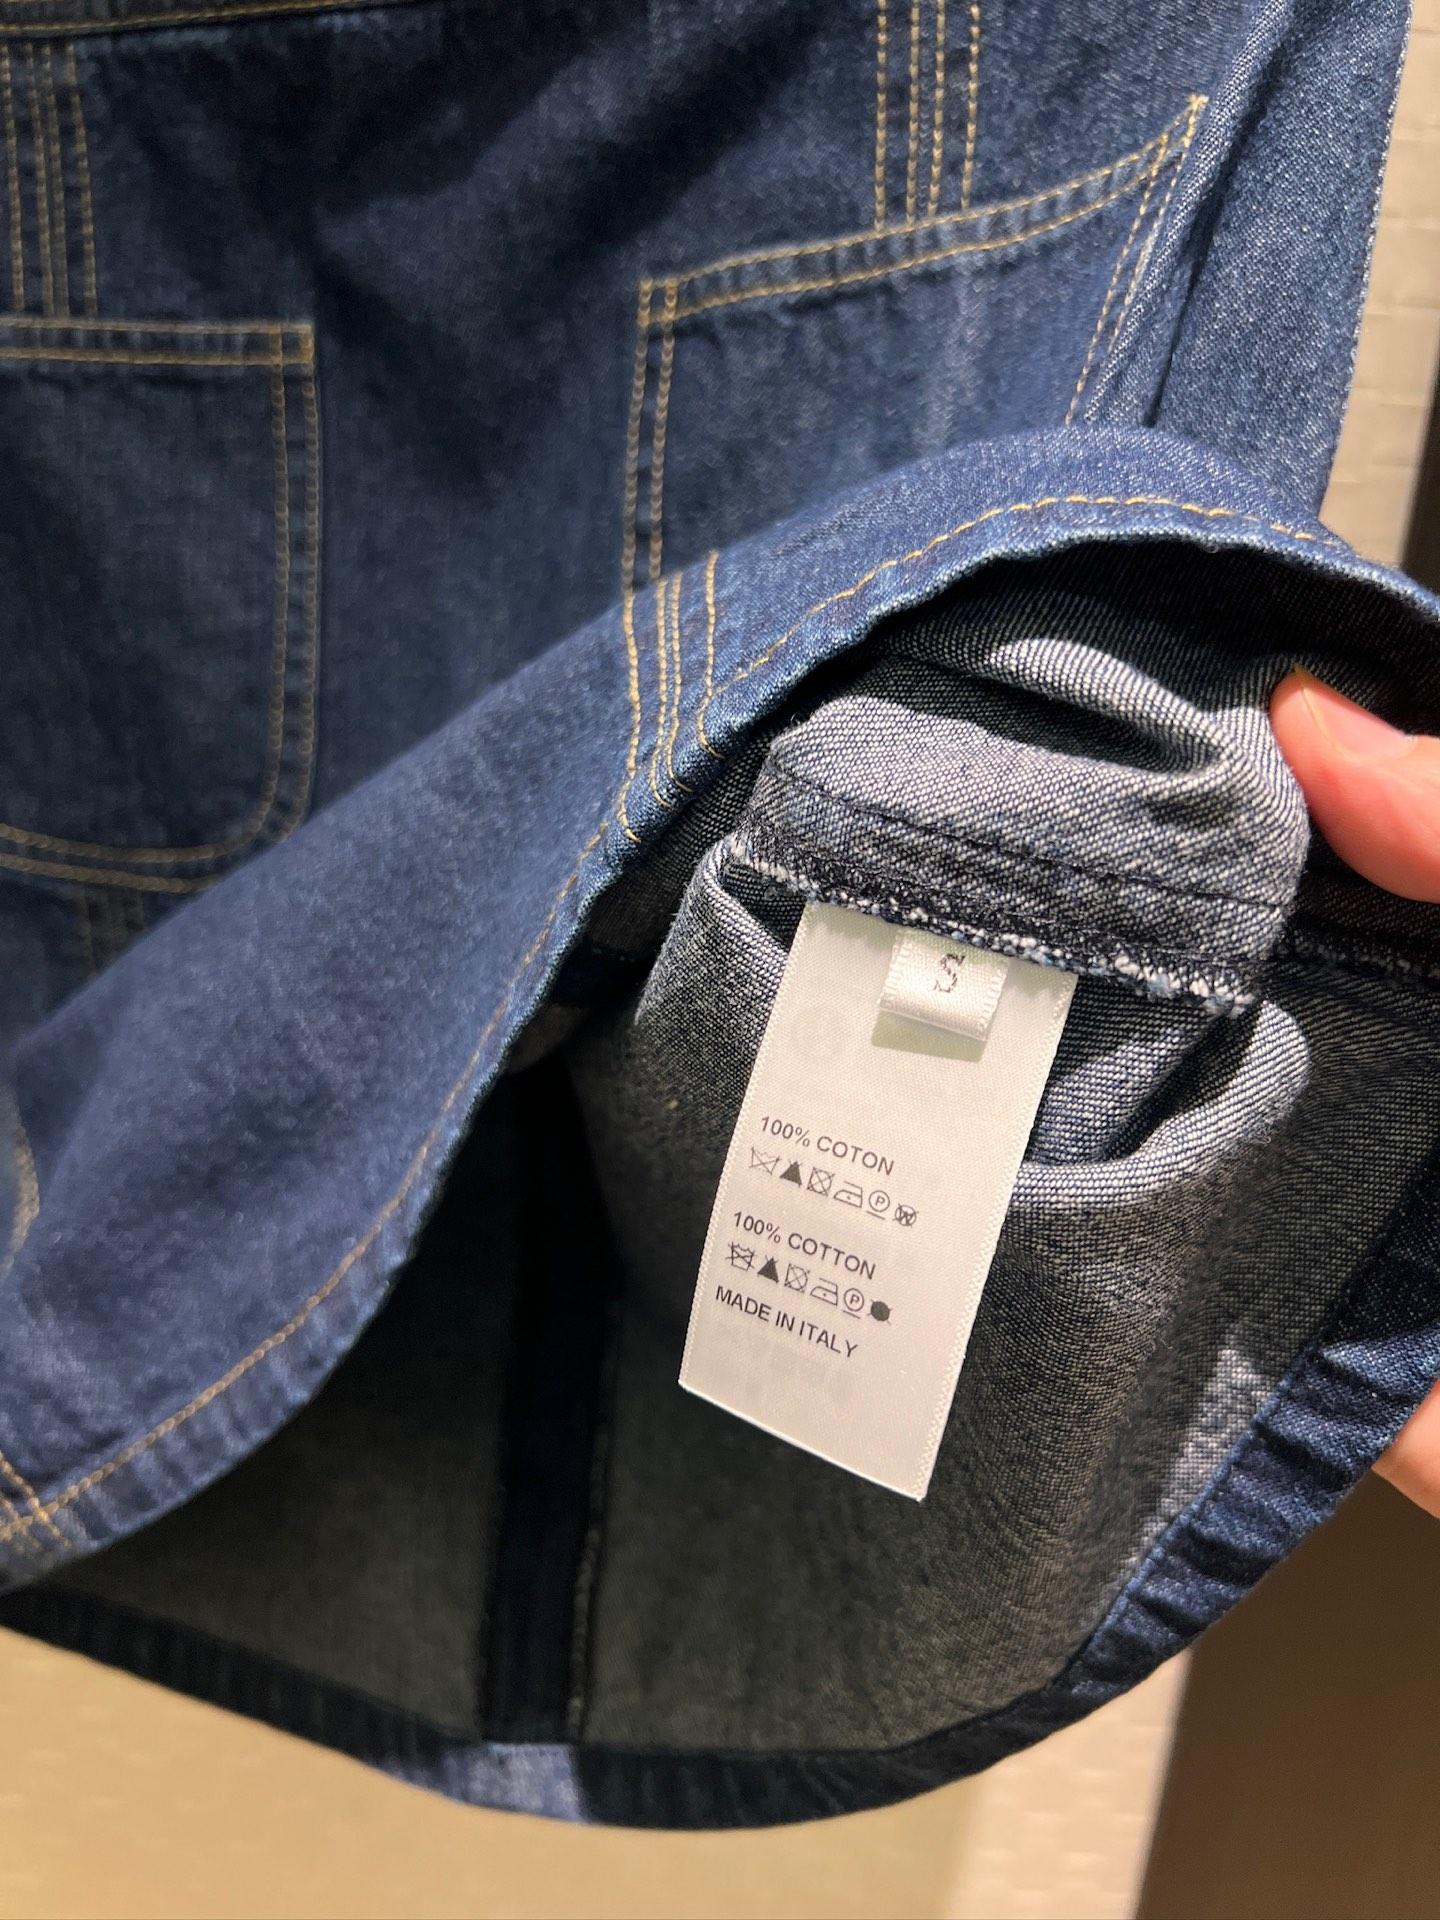 S
100% COTON
P W
100% COTTON
P
MADE IN ITALY